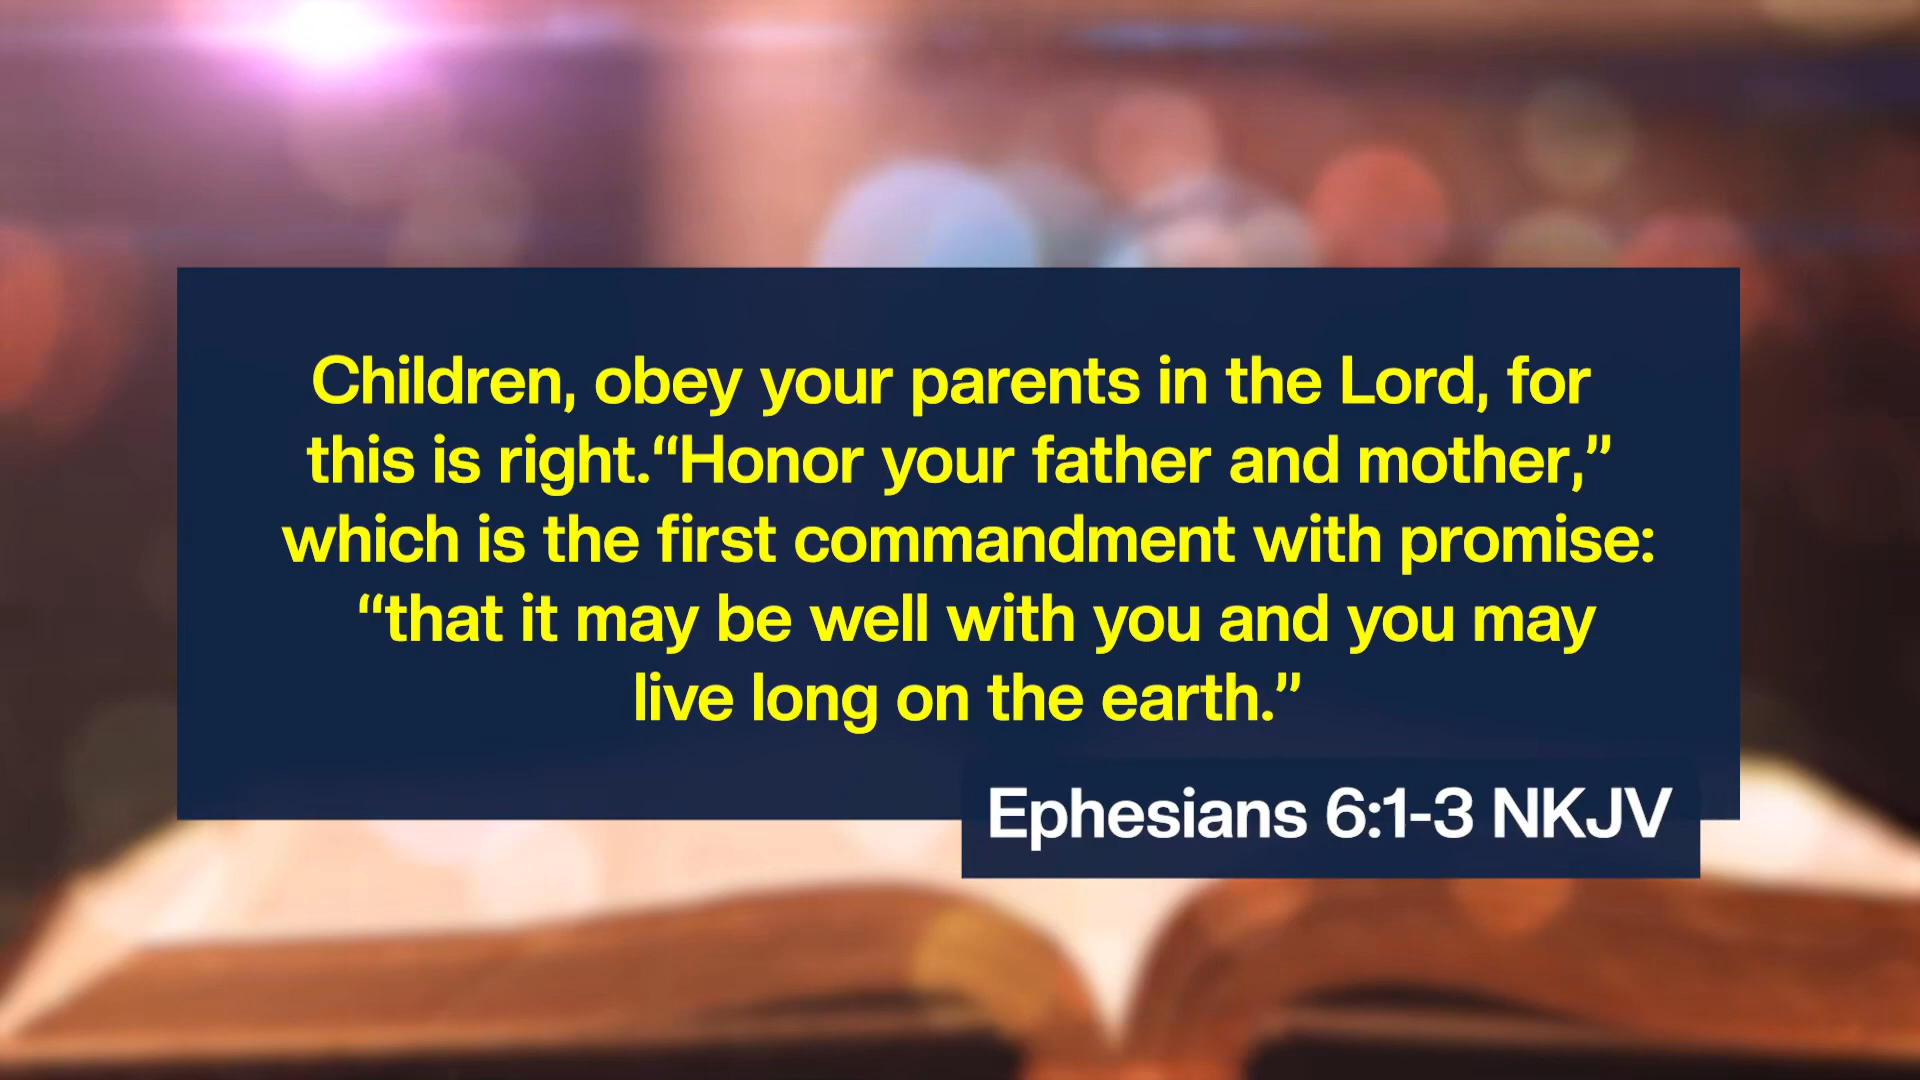 Children, obey your parents in the Lord, for
this is right.“Honor your father and mother,”
which is the first commandment with promise:
“that it may be well with you and you may
live long on the earth.”
Ephesians 6:1-3 NKJV